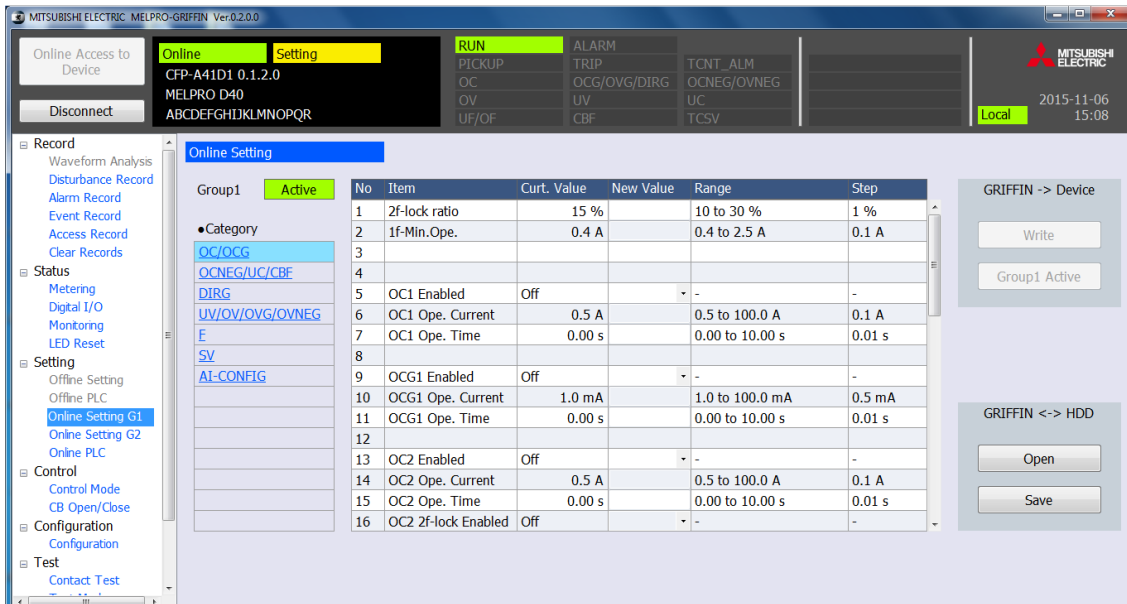 MITSUBISHI ELECTRIC MELPRO-GRIFFIN Ver.0.2.0.0
Online Access to Device
Disconnect
Online Setting
CFP-A41D1 0.1.2.0
MELPRO D40
ABCDEFGHIJKLMNOPQR
RUN ALARM
PICKUP TRIP TCNT_ALM
OC OCG/OVG/DIRG OCNEG/OVNEG
OV UV UC
UF/OF CBF TCSV
MITSUBISHI ELECTRIC
2015-11-06
Local 15:08
Record
Waveform Analysis
Disturbance Record
Alarm Record
Event Record
Access Record
Clear Records
Status
Metering
Digital I/O
Monitoring
LED Reset
Setting
Offline Setting
Offline PLC
Online Setting G1
Online Setting G2
Online PLC
Control
Control Mode
CB Open/Close
Configuration
Configuration
Test
Contact Test
Online Setting
Group1 Active
●Category
OC/OCG
OCNEG/UC/CBF
DIRG
UV/OV/OVG/OVNEG
F
SV
AI-CONFIG
No Item Curt. Value New Value Range Step
1 2f-lock ratio 15 % 10 to 30 % 1 %
2 1f-Min.Ope. 0.4 A 0.4 to 2.5 A 0.1 A
3
4
5 OC1 Enabled Off - -
6 OC1 Ope. Current 0.5 A 0.5 to 100.0 A 0.1 A
7 OC1 Ope. Time 0.00 s 0.00 to 10.00 s 0.01 s
8
9 OCG1 Enabled Off - -
10 OCG1 Ope. Current 1.0 mA 1.0 to 100.0 mA 0.5 mA
11 OCG1 Ope. Time 0.00 s 0.00 to 10.00 s 0.01 s
12
13 OC2 Enabled Off - -
14 OC2 Ope. Current 0.5 A 0.5 to 100.0 A 0.1 A
15 OC2 Ope. Time 0.00 s 0.00 to 10.00 s 0.01 s
16 OC2 2f-lock Enabled Off - -
GRIFFIN -> Device
Write
Group1 Active
GRIFFIN <-> HDD
Open
Save